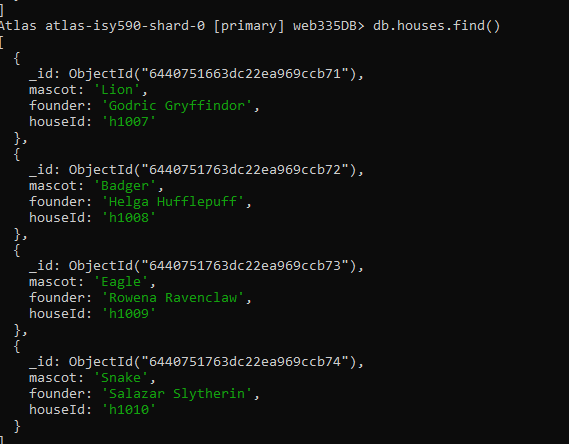 ]
Atlas atlas-isy590-shard-0 [primary] web335DB> db.houses.find()
[
  {
    _id: ObjectId("6440751663dc22ea969ccb71"),
    mascot: 'Lion',
    founder: 'Godric Gryffindor',
    houseId: 'h1007'
  },
  {
    _id: ObjectId("6440751763dc22ea969ccb72"),
    mascot: 'Badger',
    founder: 'Helga Hufflepuff',
    houseId: 'h1008'
  },
  {
    _id: ObjectId("6440751763dc22ea969ccb73"),
    mascot: 'Eagle',
    founder: 'Rowena Ravenclaw',
    houseId: 'h1009'
  },
  {
    _id: ObjectId("6440751763dc22ea969ccb74"),
    mascot: 'Snake',
    founder: 'Salazar Slytherin',
    houseId: 'h1010'
  }
]